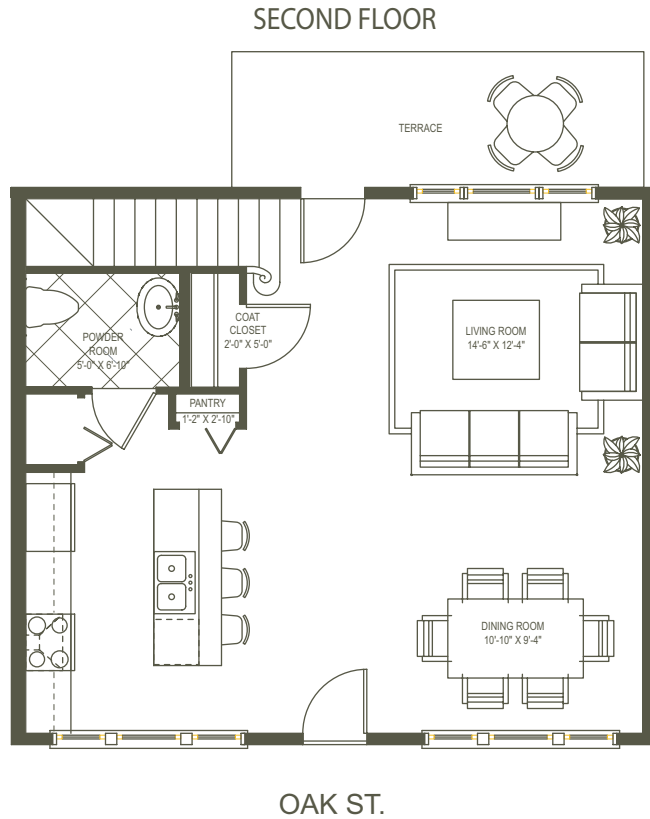 SECOND FLOOR
TERRACE
COAT
CLOSET
2'-0" X 5'-0"
POWDER
ROOM
5'-0" X 6'-10"
LIVING ROOM
14'-6" X 12'-4"
PANTRY
1'-2" X 2'-10"
DINING ROOM
10'-10" X 9'-4"
OAK ST.